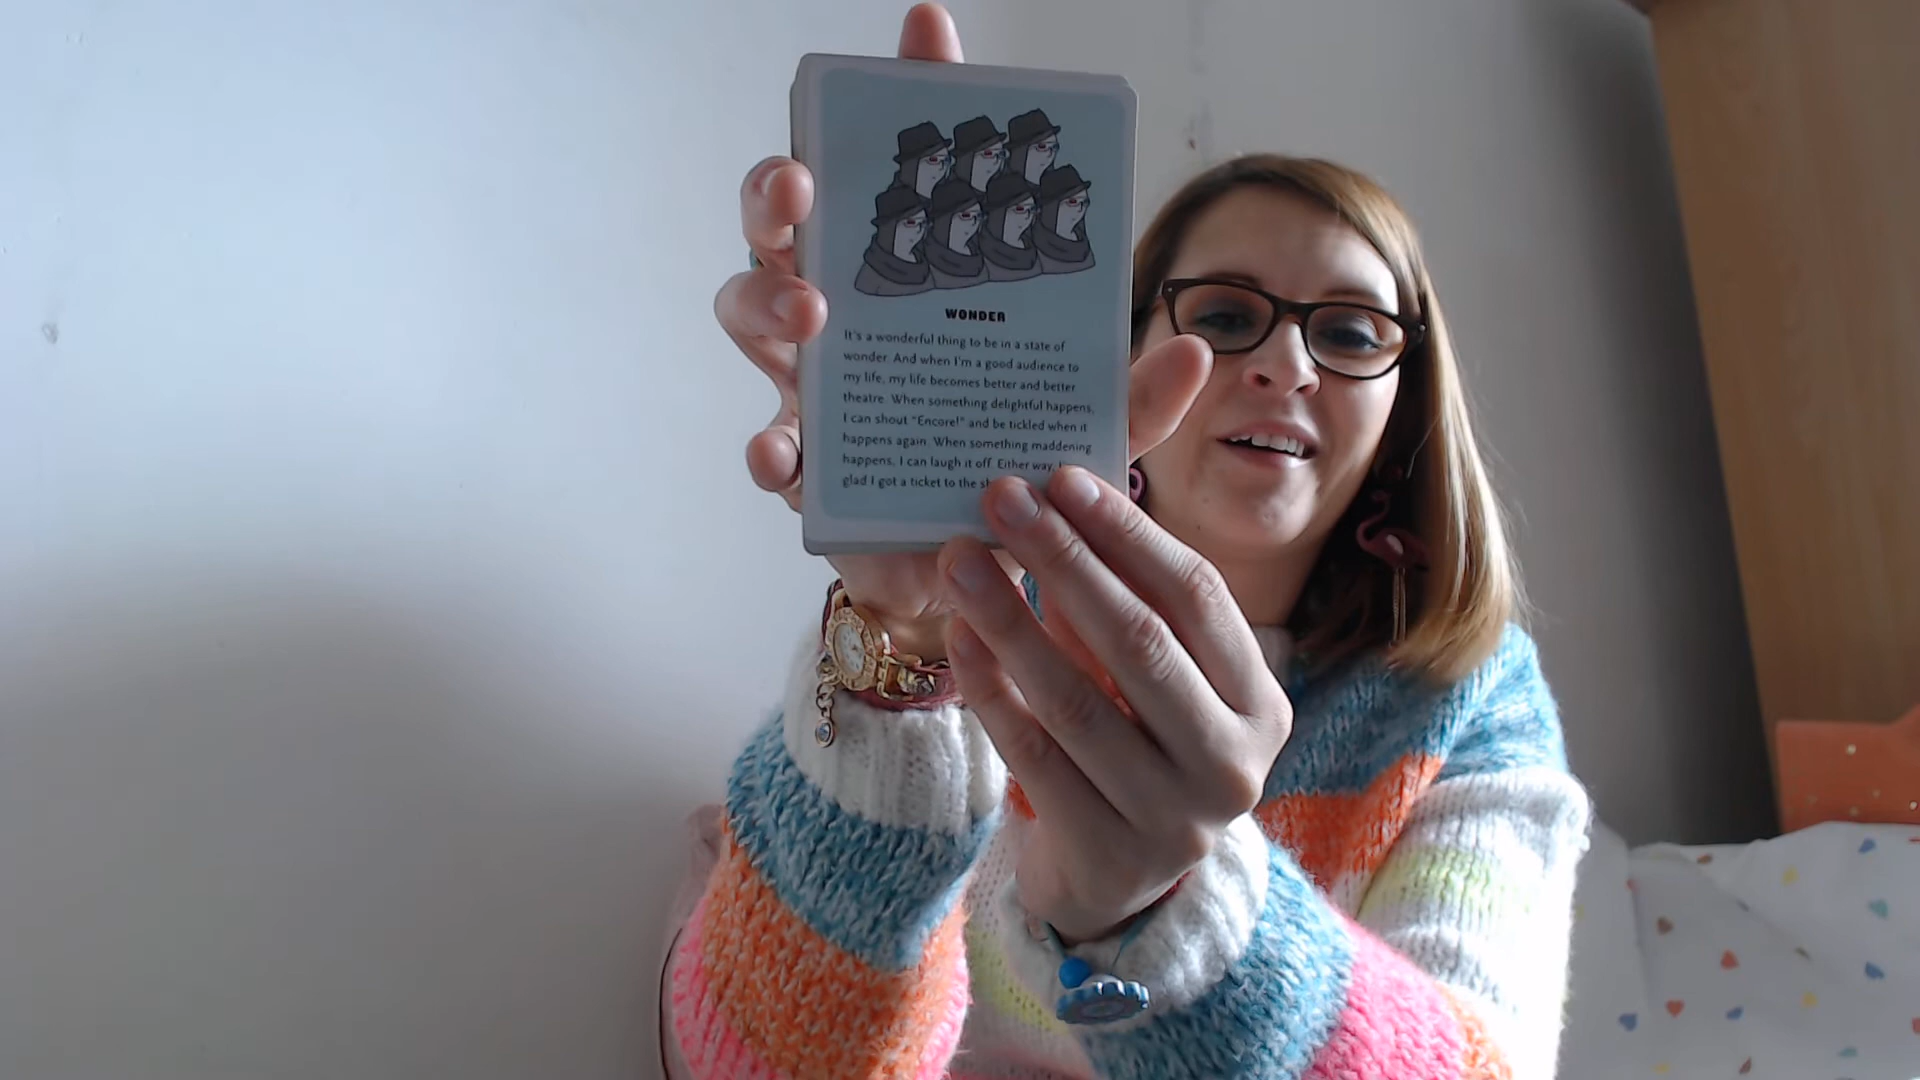 WONDER
It's a wonderful thing to be in a state of
wonder. And when I'm a good audience to
my life, my life becomes better and better
theatre. When something delightful happens,
I can shout "Encore!" and be tickled when it
happens again. When something maddening
happens, I can laugh it off. Either way,
glad I got a ticket to the